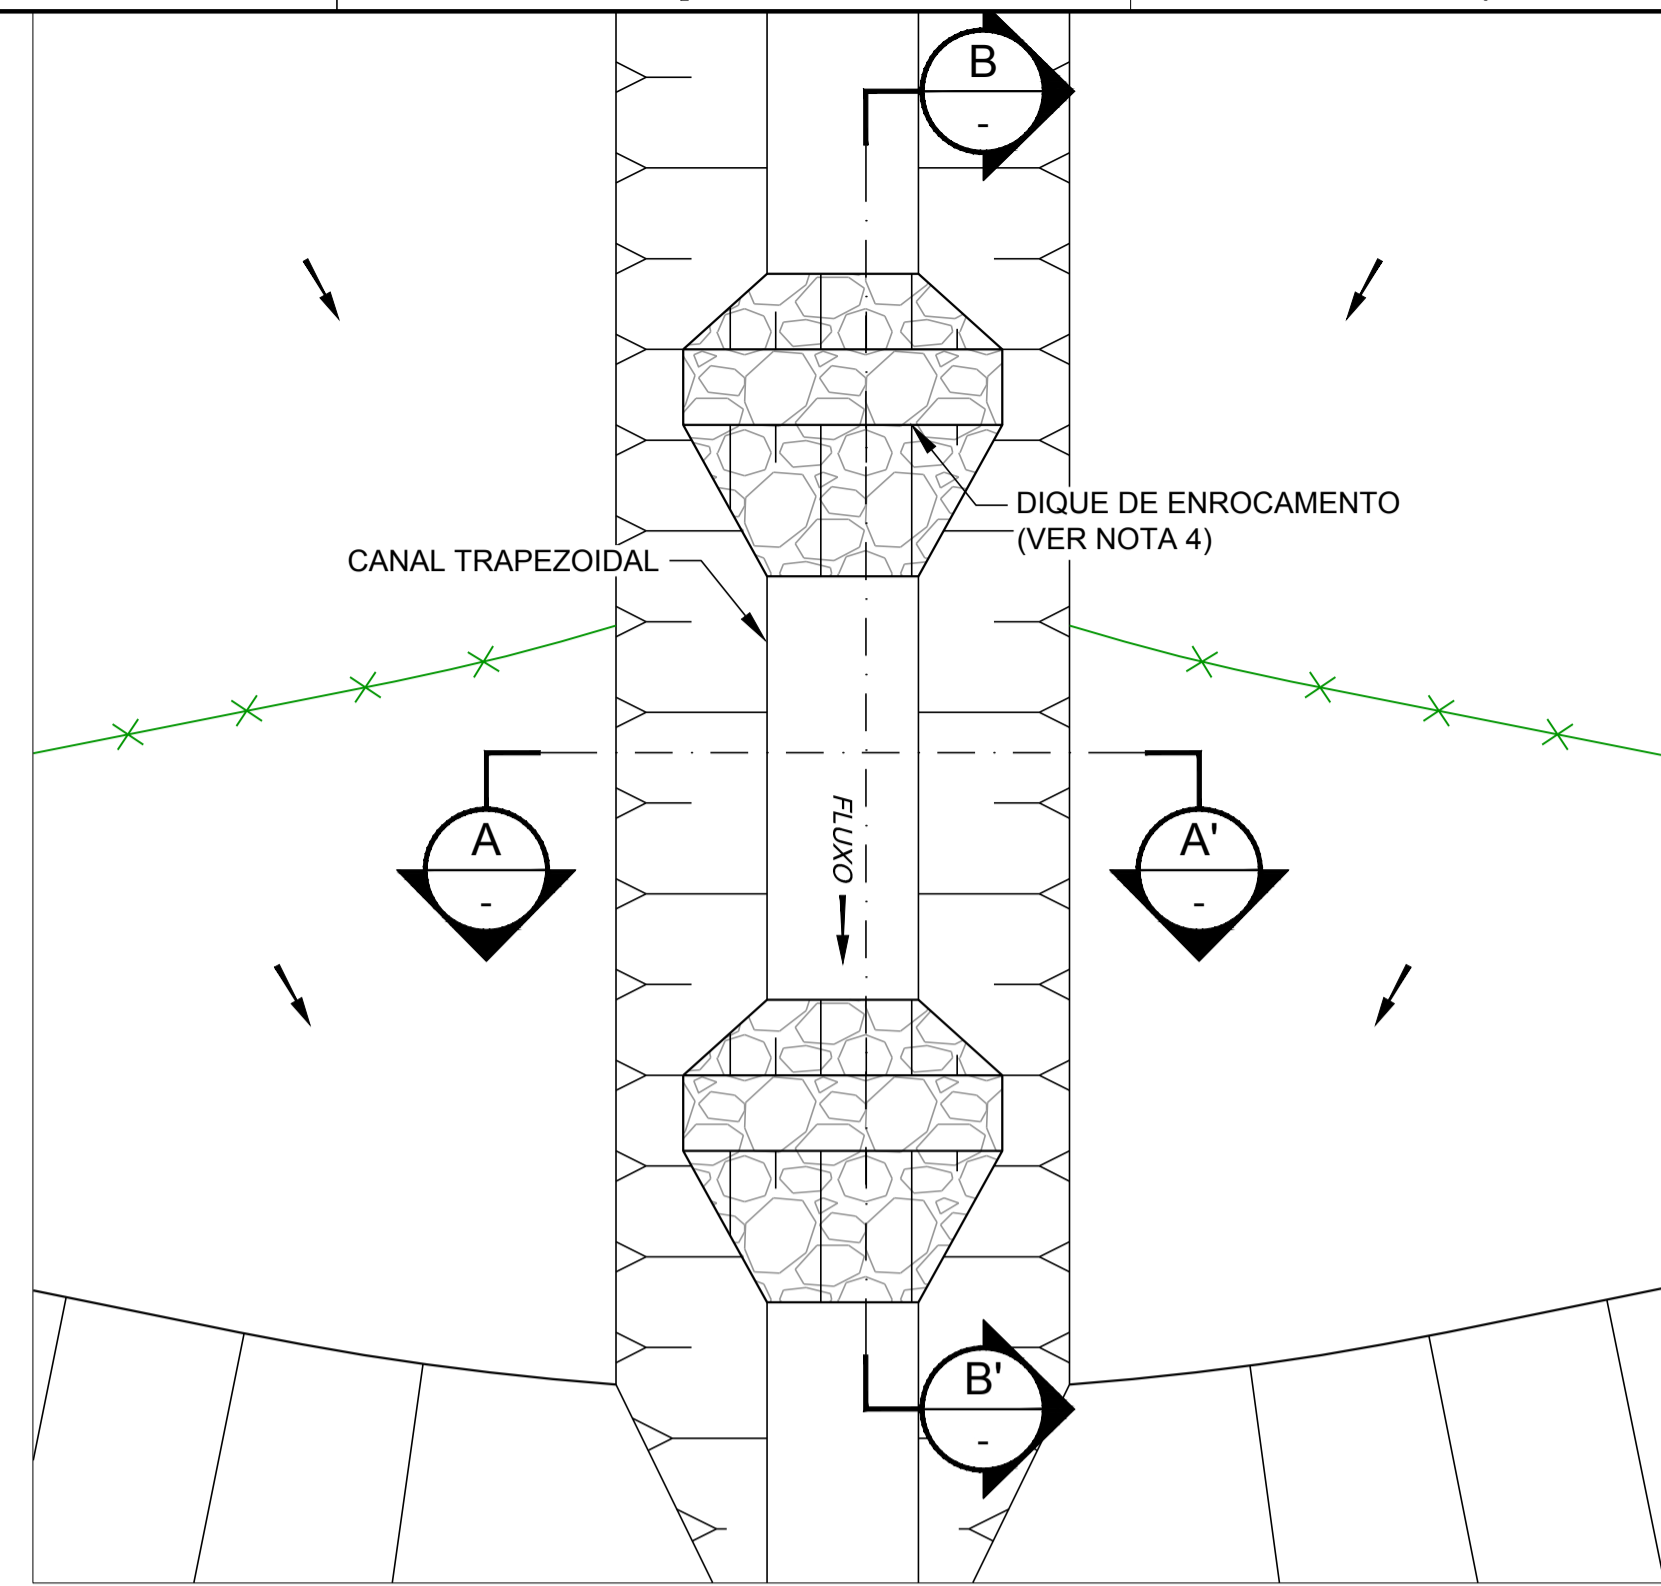 B
-
DIQUE DE ENROCAMENTO
(VER NOTA 4)
CANAL TRAPEZOIDAL
FLUXO
A
-
A'
-
B'
-